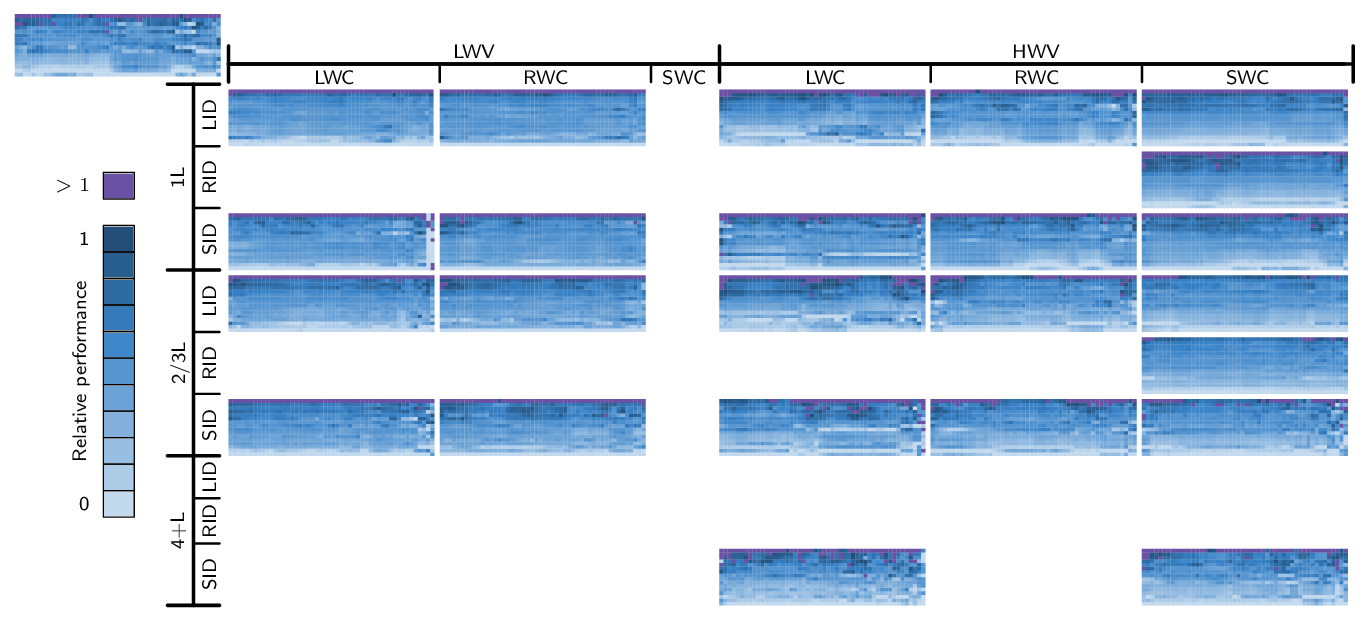 LWV HWV
LWC RWC SWC LWC RWC SWC
1L
LID
RID
SID
2/3L
LID
RID
SID
4+L
LID
RID
SID
> 1
1
Relative performance
0